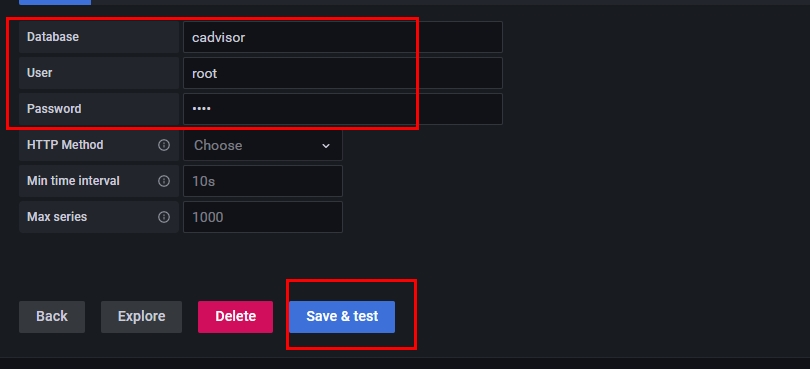 Database cadvisor
User root
Password ••••
HTTP Method Choose
Min time interval 10s
Max series 1000
Back Explore Delete Save & test